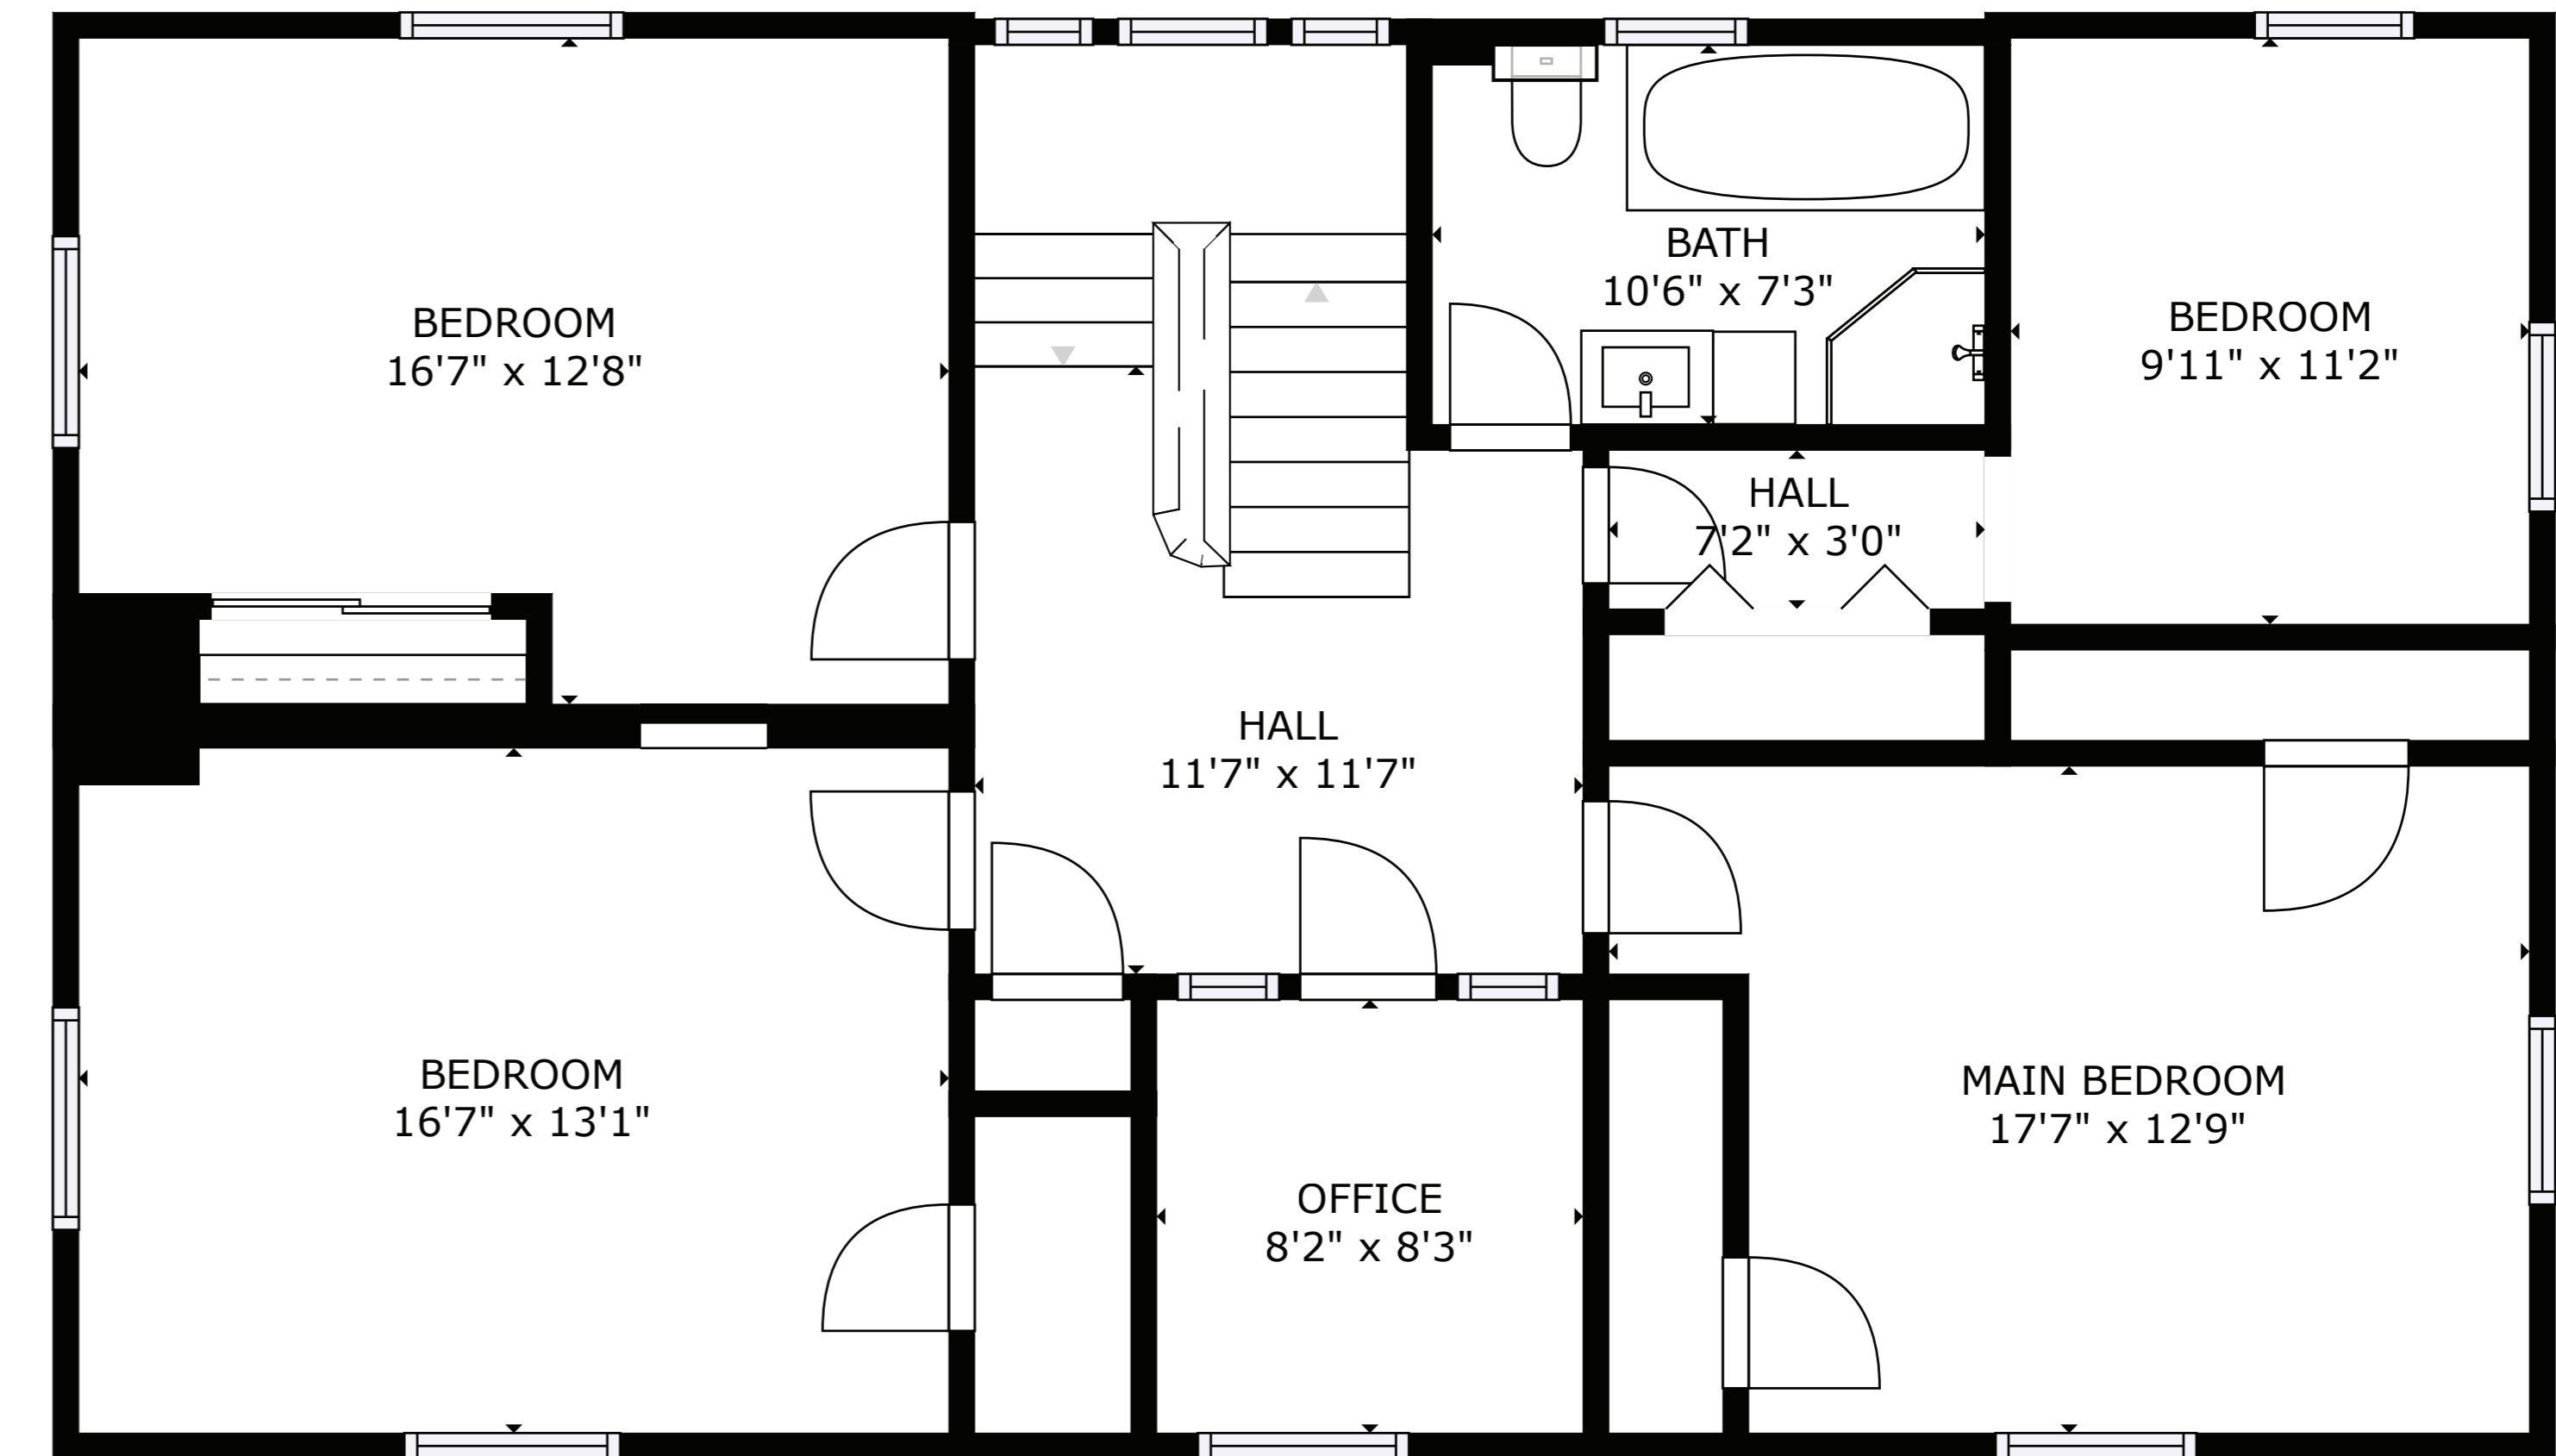 BEDROOM
16'7" x 12'8"
BATH
10'6" x 7'3"
BEDROOM
9'11" x 11'2"
HALL
7'2" x 3'0"
HALL
11'7" x 11'7"
BEDROOM
16'7" x 13'1"
OFFICE
8'2" x 8'3"
MAIN BEDROOM
17'7" x 12'9"